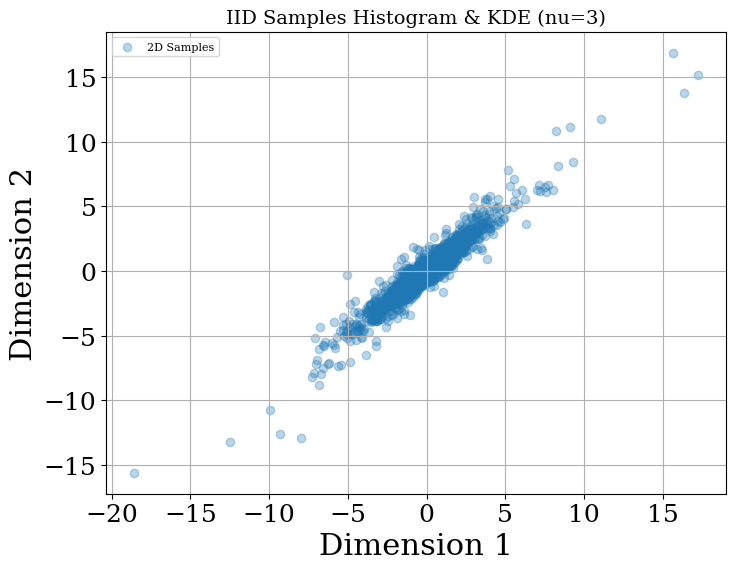 IID Samples Histogram & KDE (nu=3)
2D Samples
Dimension 2
15
10
5
0
−5
−10
−15
−20 −15 −10 −5 0 5 10 15
Dimension 1